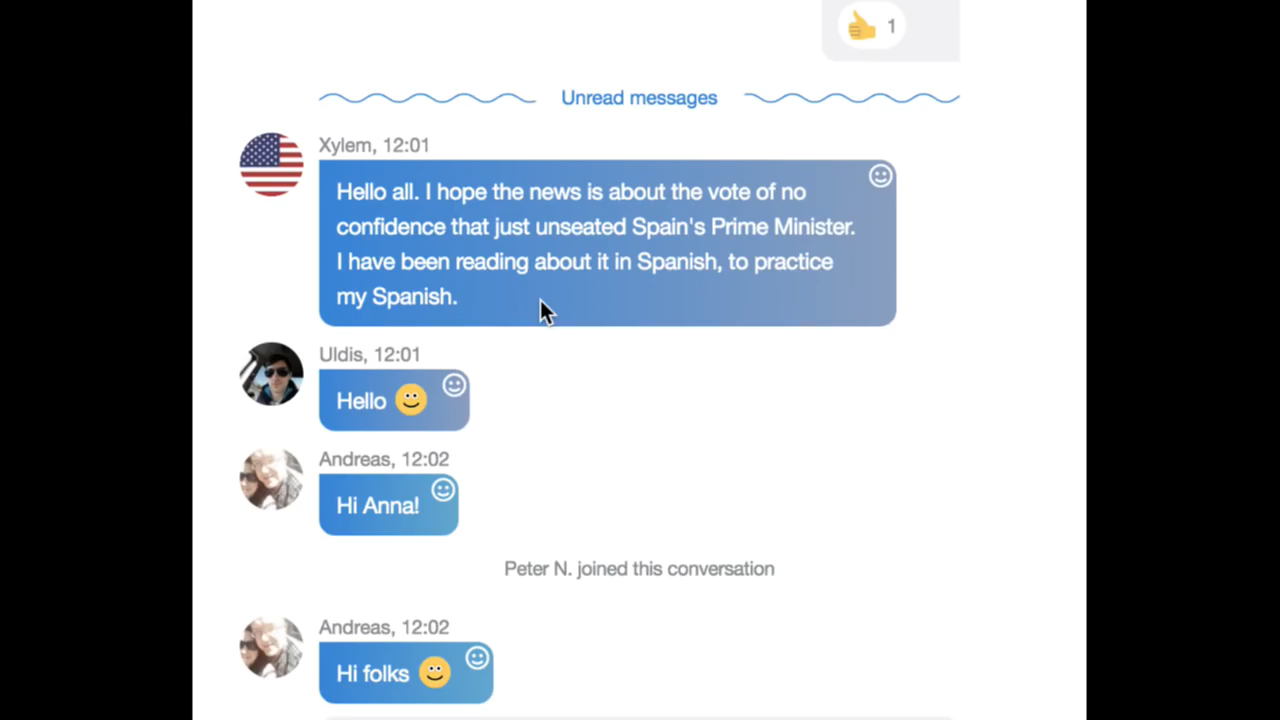 1
Unread messages
Xylem, 12:01
Hello all. I hope the news is about the vote of no
confidence that just unseated Spain's Prime Minister.
I have been reading about it in Spanish, to practice
my Spanish.
Uldis, 12:01
Hello
Andreas, 12:02
Hi Anna!
Peter N. joined this conversation
Andreas, 12:02
Hi folks